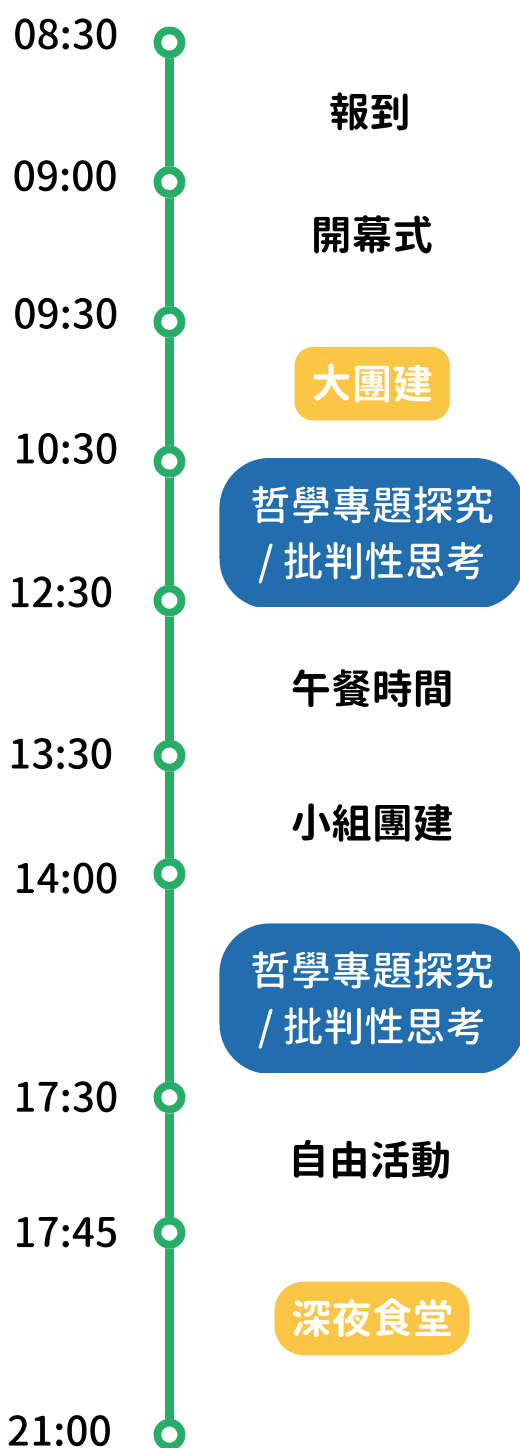 08:30
報到
09:00
開幕式
09:30
大團建
10:30
哲學專題探究
/ 批判性思考
12:30
午餐時間
13:30
小組團建
14:00
哲學專題探究
/ 批判性思考
17:30
自由活動
17:45
深夜食堂
21:00